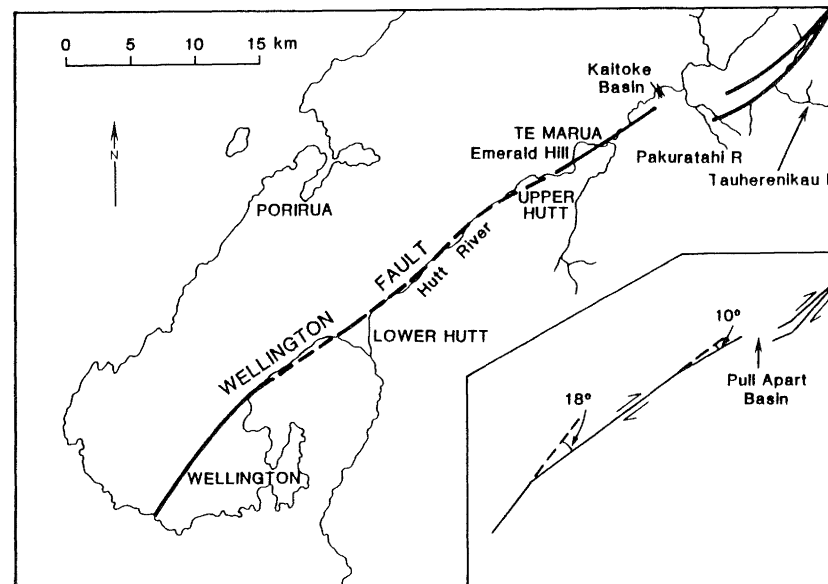 0 5 10 15 km
N
Kaitoke
Basin
TE MARUA
Emerald Hill
Pakuratahi R
Tauherenikau
PORIRUA
UPPER
HUTT
WELLINGTON FAULT
Hutt River
LOWER HUTT
WELLINGTON
10°
Pull Apart
Basin
18°